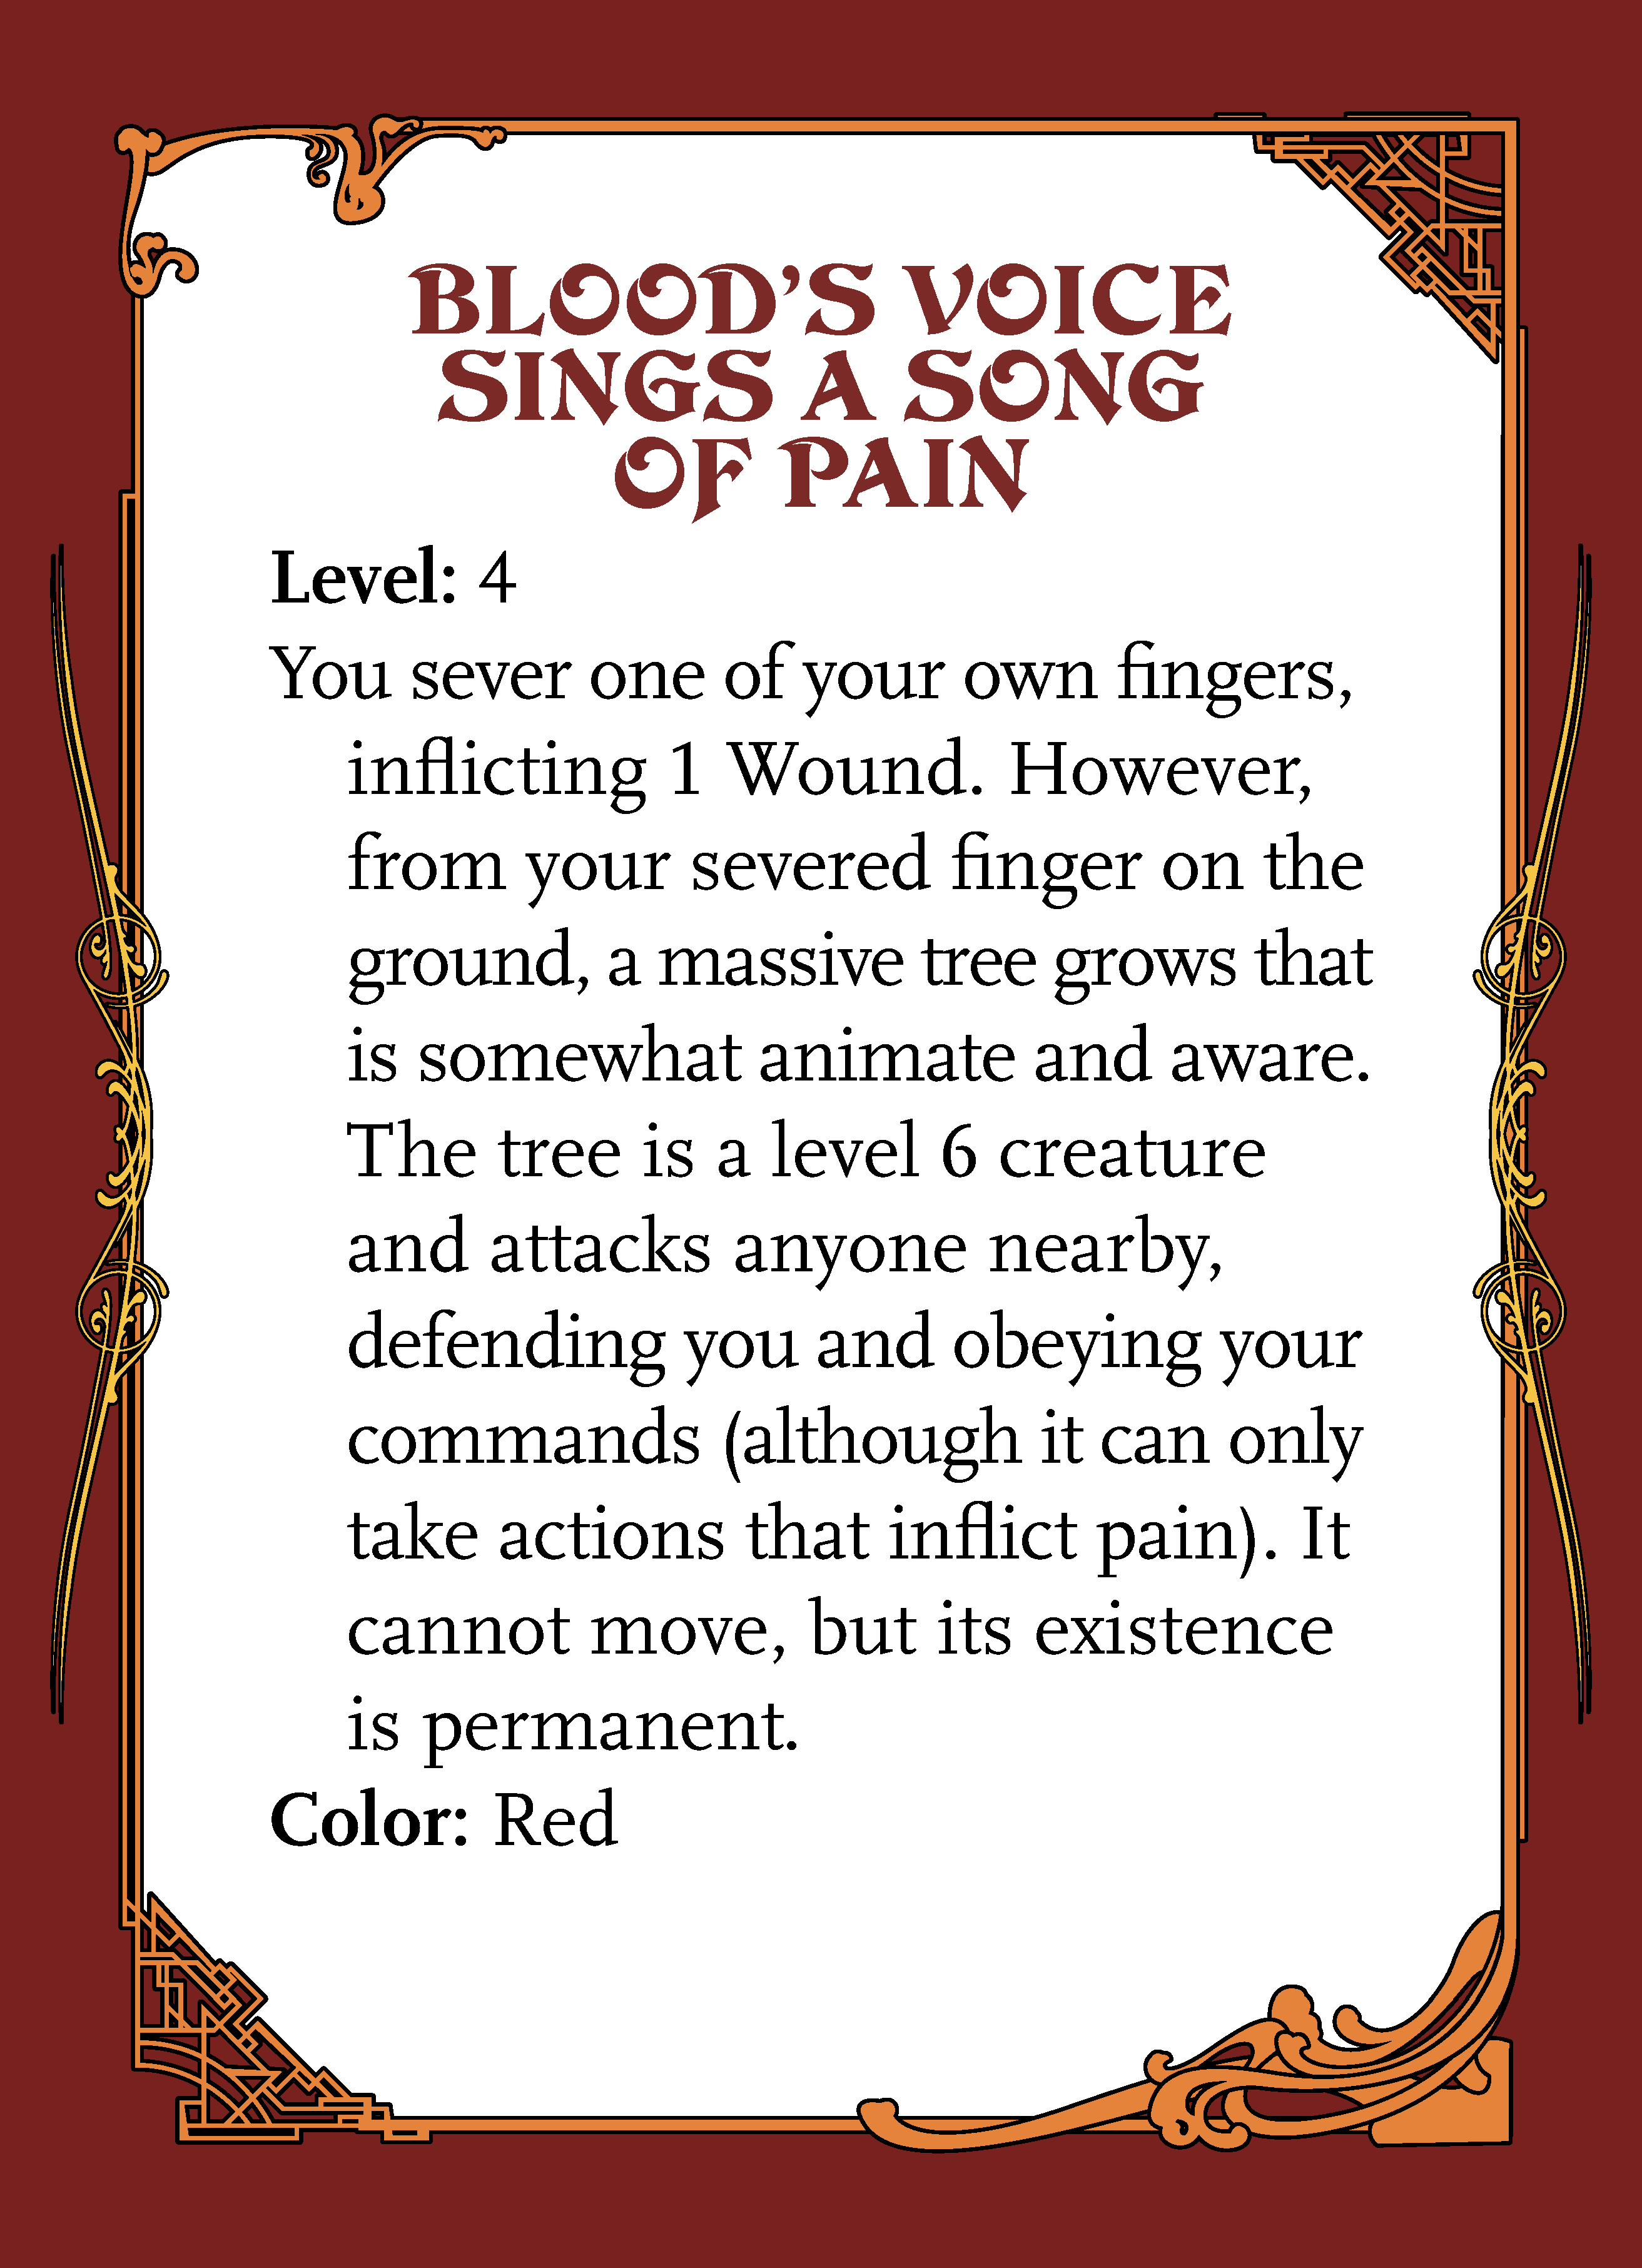 BLOOD’S VOICE
SINGS A SONG
OF PAIN
Level: 4
You sever one of your own fingers,
inflicting 1 Wound. However,
from your severed finger on the
ground, a massive tree grows that
is somewhat animate and aware.
The tree is a level 6 creature
and attacks anyone nearby,
defending you and obeying your
commands (although it can only
take actions that inflict pain). It
cannot move, but its existence
is permanent.
Color: Red